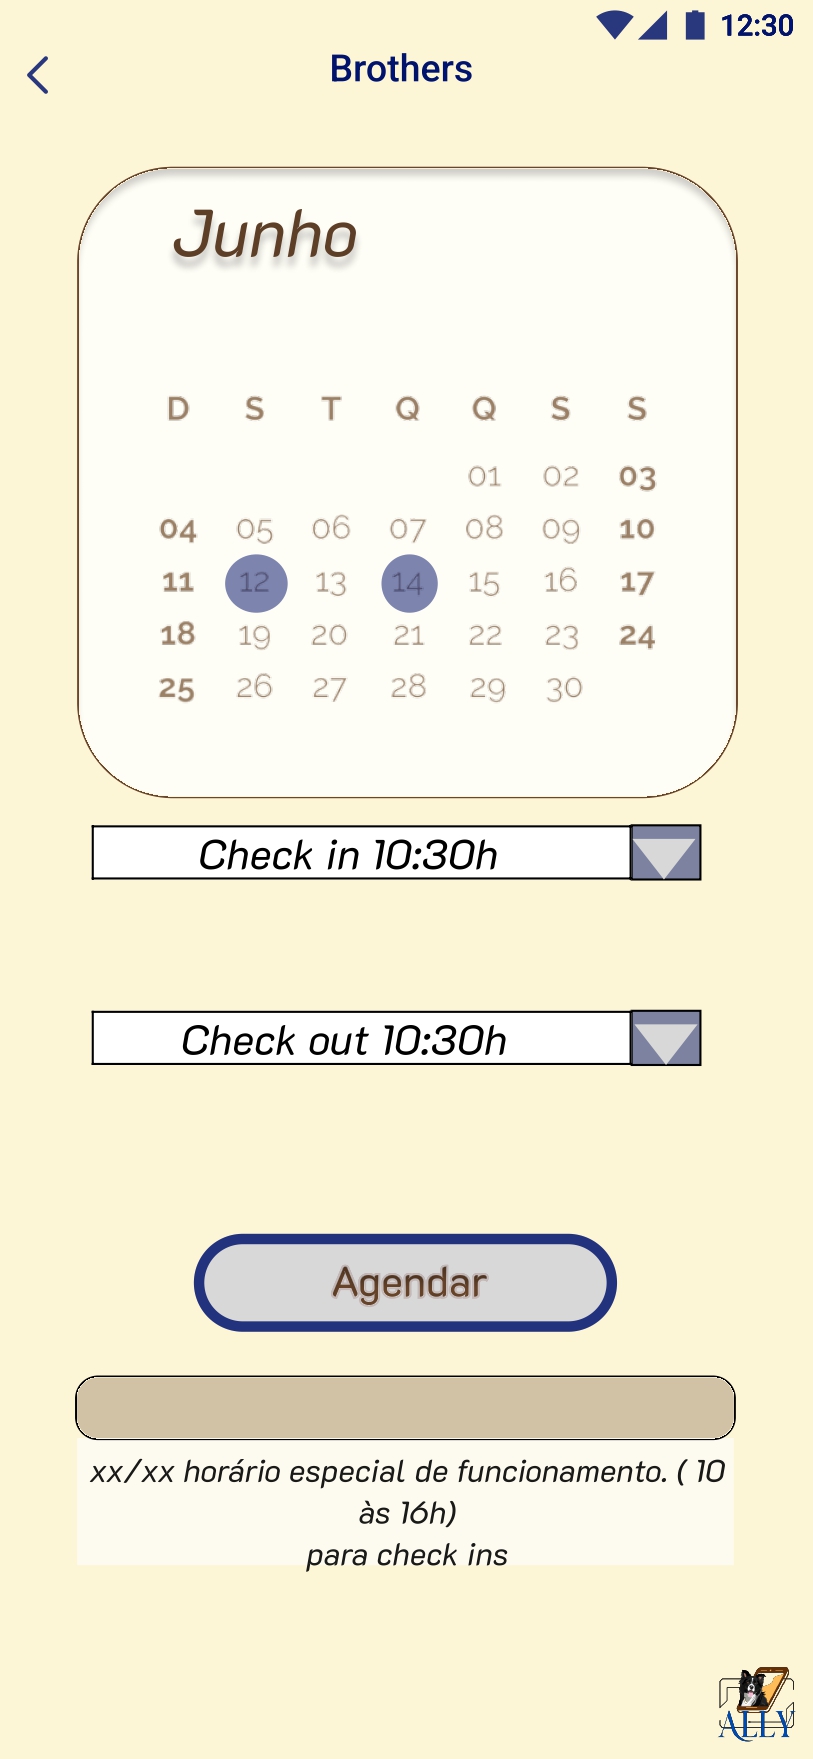 12:30
Brothers
Junho
D S T Q Q S S
01 02 03
04 05 06 07 08 09 10
11 12 13 14 15 16 17
18 19 20 21 22 23 24
25 26 27 28 29 30
Check in 10:30h
Check out 10:30h
Agendar
xx/xx horário especial de funcionamento. ( 10
às 16h)
para check ins
ALLY